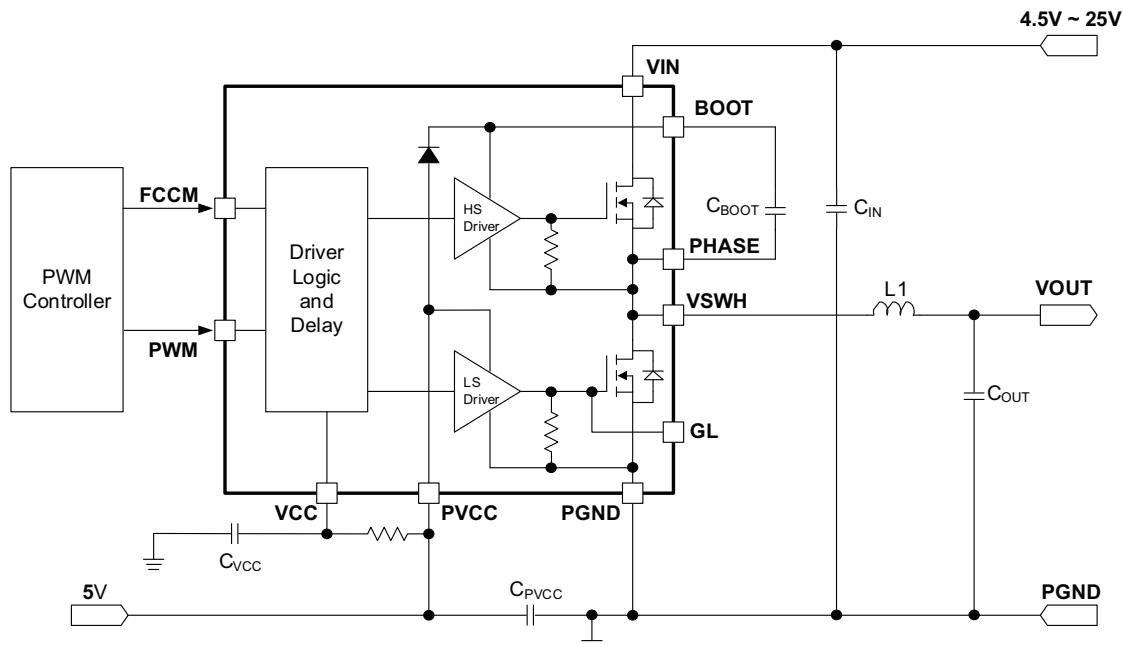 4.5V ~ 25V
VIN
BOOT
FCCM
HS
Driver
CBOOT
CIN
PWM
Controller
Driver
Logic
and
Delay
PHASE
L1
VOUT
VSWH
PWM
LS
Driver
COUT
GL
VCC
PVCC
PGND
CVCC
5V
CPVCC
PGND